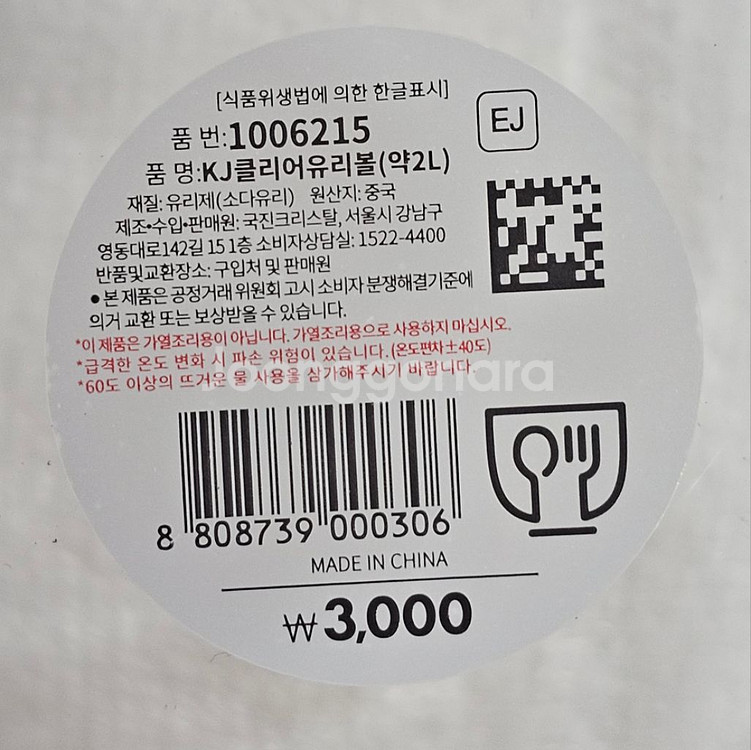 [식품위생법에 의한 한글표시]
EJ
품 번:1006215
품 명:KJ클리어유리볼(약2L)
재질: 유리제(소다유리) 원산지: 중국
제조•수입•판매원: 국진크리스탈, 서울시 강남구
영동대로142길 15 1층 소비자상담실: 1522-4400
반품및교환장소: 구입처 및 판매원
● 본 제품은 공정거래 위원회 고시 소비자 분쟁해결기준에
의거 교환 또는 보상받을 수 있습니다.
*이 제품은 가열조리용이 아닙니다. 가열조리용으로 사용하지 마십시오.
*급격한 온도 변화 시 파손 위험이 있습니다. (온도편차±40도)
*60도 이상의 뜨거운 물 사용을 삼가해주시기 바랍니다.
8 808739 000306
MADE IN CHINA
₩3,000